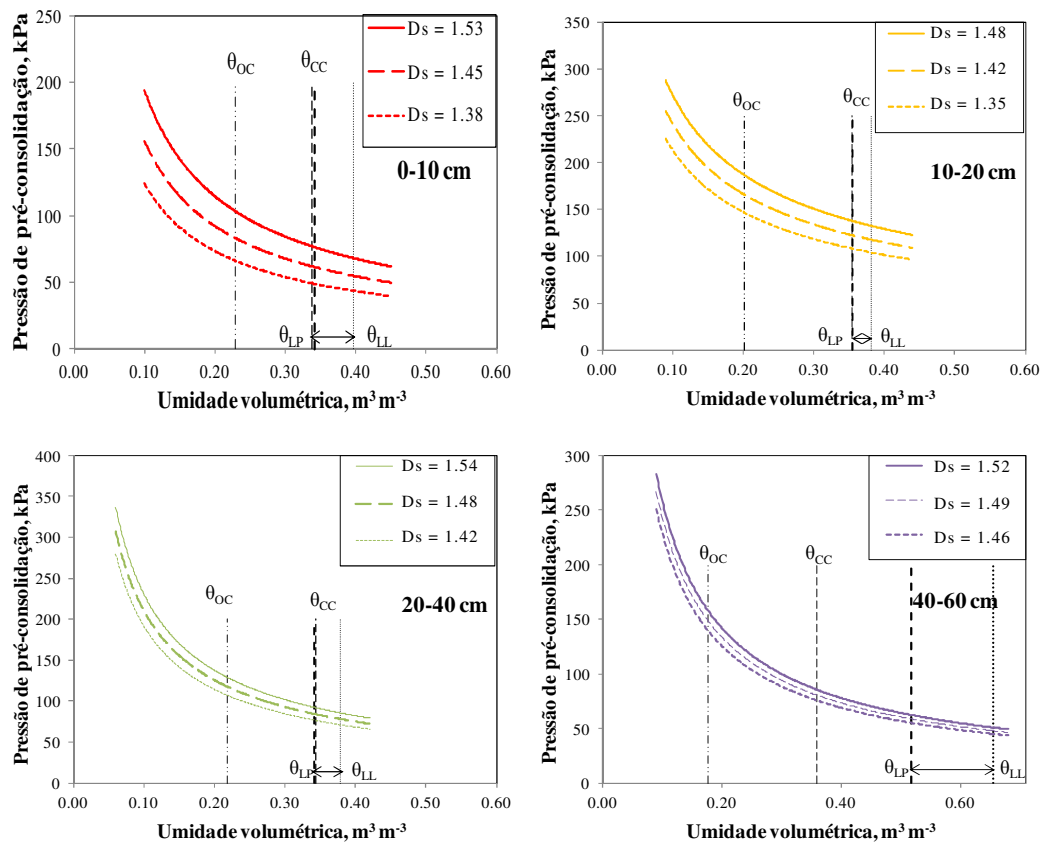 Pressão de pré-consolidação, kPa
250
200
150
100
50
0
θOC
θCC
Ds = 1.53
Ds = 1.45
Ds = 1.38
0-10 cm
θLP
θLL
0.00 0.10 0.20 0.30 0.40 0.50 0.60
Umidade volumétrica, m³ m⁻³
Pressão de pré-consolidação, kPa
350
300
250
200
150
100
50
0
Ds = 1.48
Ds = 1.42
Ds = 1.35
θOC
θCC
10-20 cm
θLP
θLL
0.00 0.10 0.20 0.30 0.40 0.50 0.60
Umidade volumétrica, m³ m⁻³
Pressão de pré-consolidação, kPa
400
350
300
250
200
150
100
50
0
Ds = 1.54
Ds = 1.48
Ds = 1.42
θOC
θCC
20-40 cm
θLP
θLL
0.00 0.10 0.20 0.30 0.40 0.50 0.60
Umidade volumétrica, m³ m⁻³
Pressão de pré-consolidação, kPa
300
250
200
150
100
50
0
Ds = 1.52
Ds = 1.49
Ds = 1.46
θOC
θCC
40-60 cm
θLP
θLL
0.00 0.20 0.40 0.60
Umidade volumétrica, m³ m⁻³